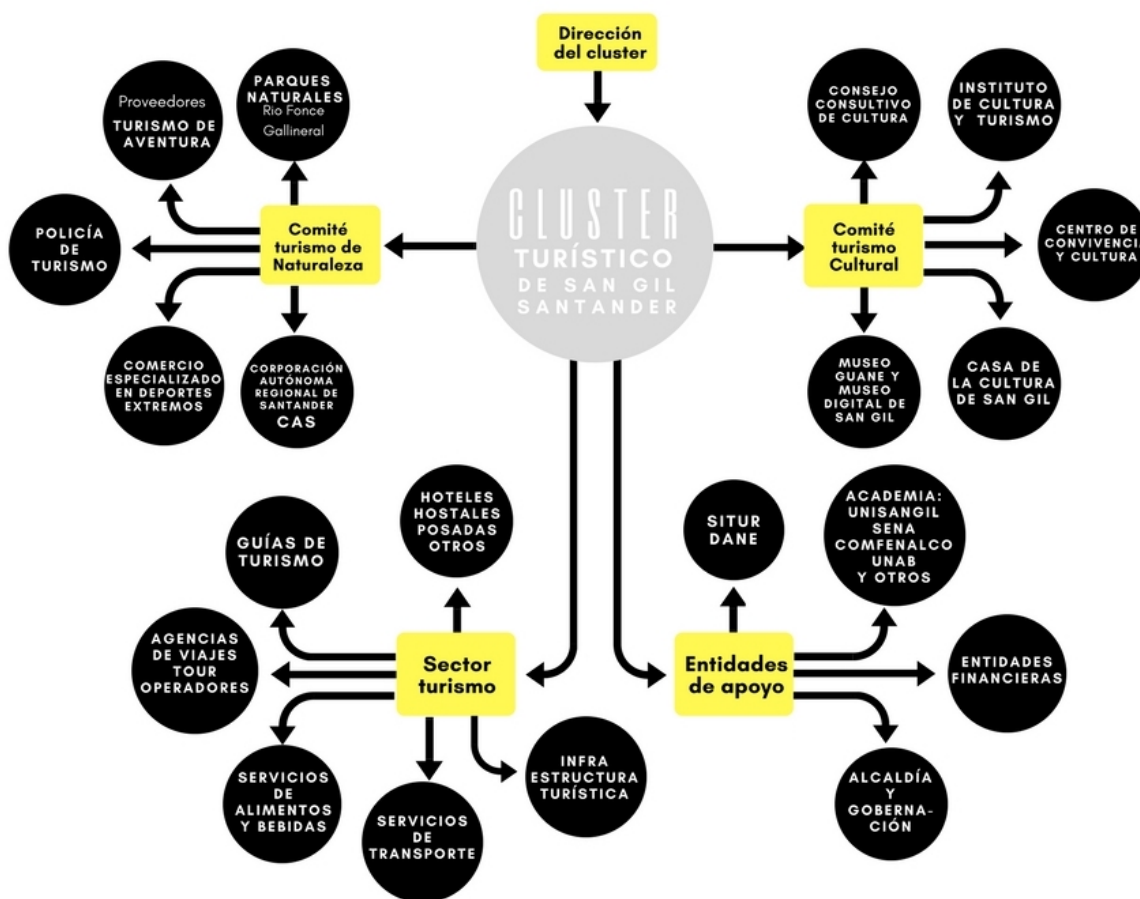 Dirección
del cluster
CLUSTER
TURÍSTICO
DE SAN GIL
SANTANDER
Proveedores
TURISMO DE
AVENTURA
PARQUES
NATURALES
Rio Fonce
Gallineral
POLICÍA
DE
TURISMO
Comité
turismo de
Naturaleza
COMERCIO
ESPECIALIZADO
EN DEPORTES
EXTREMOS
CORPORACIÓN
AUTÓNOMA
REGIONAL DE
SANTANDER
CAS
CONSEJO
CONSULTIVO
DE CULTURA
INSTITUTO
DE CULTURA
Y TURISMO
Comité
turismo
Cultural
CENTRO DE
CONVIVENCIA
Y CULTURA
MUSEO
GUANE Y
MUSEO
DIGITAL DE
SAN GIL
CASA DE
LA CULTURA
DE SAN GIL
GUÍAS DE
TURISMO
HOTELES
HOSTALES
POSADAS
OTROS
AGENCIAS
DE VIAJES
TOUR
OPERADORES
Sector
turismo
SERVICIOS
DE
ALIMENTOS
Y BEBIDAS
SERVICIOS
DE
TRANSPORTE
INFRA
ESTRUCTURA
TURÍSTICA
SITUR
DANE
ACADEMIA:
UNISANGIL
SENA
COMFENALCO
UNAB
Y OTROS
Entidades
de apoyo
ENTIDADES
FINANCIERAS
ALCALDÍA
Y
GOBERNA-
CIÓN